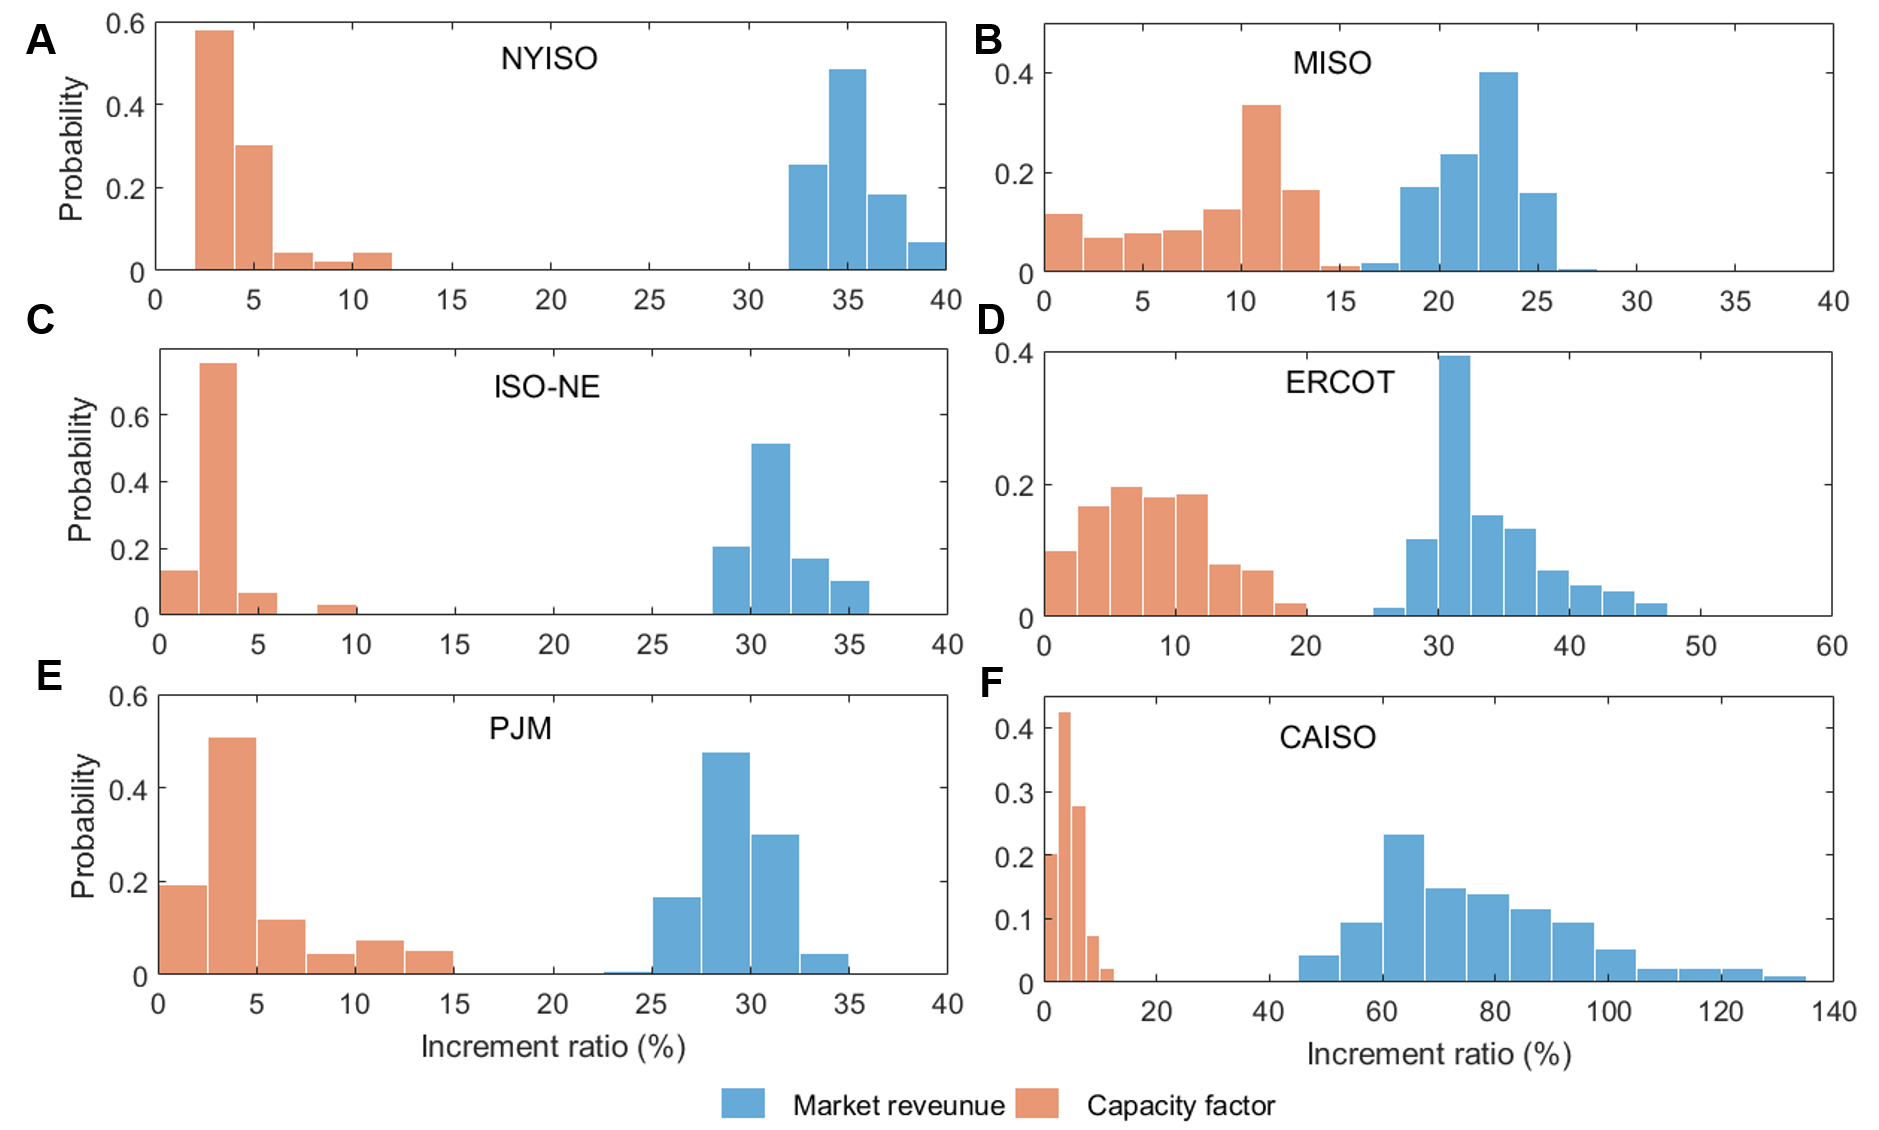 A
NYISO
Probability
0.6
0.4
0.2
0
0 5 10 15 20 25 30 35 40
B
MISO
0.4
0.2
0
0 5 10 15 20 25 30 35 40
C
ISO-NE
Probability
0.6
0.4
0.2
0
0 5 10 15 20 25 30 35 40
D
ERCOT
0.4
0.2
0
0 10 20 30 40 50 60
E
PJM
Probability
0.6
0.4
0.2
0
0 5 10 15 20 25 30 35 40
Increment ratio (%)
F
CAISO
0.4
0.3
0.2
0.1
0
0 20 40 60 80 100 120 140
Increment ratio (%)
Market reveunue Capacity factor